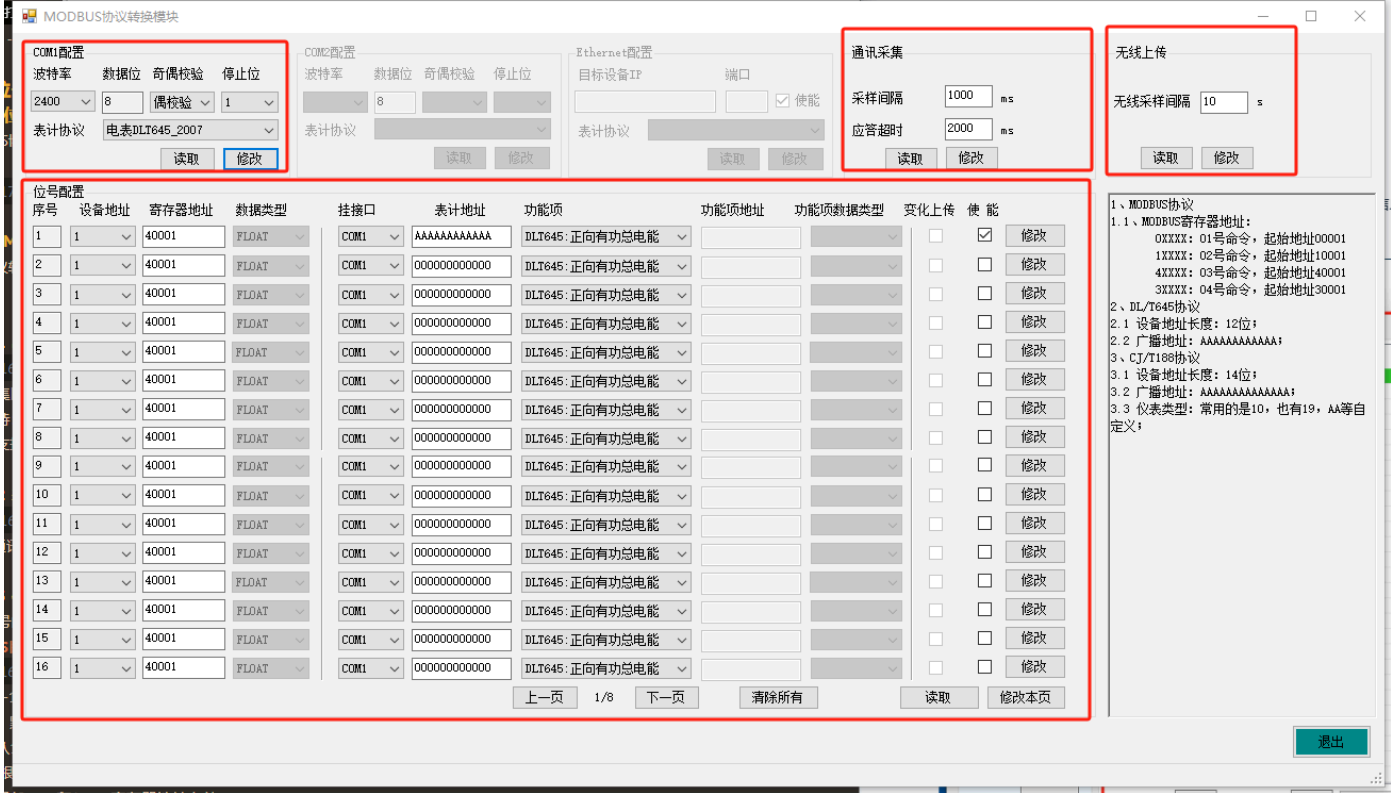 MODBUS协议转换模块
COM1配置
波特率 数据位 奇偶校验 停止位
2400 8 偶校验 1
表计协议 电表DLT645_2007
读取 修改
COM2配置
波特率 数据位 奇偶校验 停止位
8
表计协议
读取 修改
Ethernet配置
目标设备IP 端口
使能
表计协议
读取 修改
通讯采集
采样间隔 1000 ms
应答超时 2000 ms
读取 修改
无线上传
无线采样间隔 10 s
读取 修改
位号配置
序号 设备地址 寄存器地址 数据类型 挂接口 表计地址 功能项 功能项地址 功能项数据类型 变化上传 使 能
1 1 40001 FLOAT COM1 AAAAAAAAAAAA DLT645:正向有功总电能 修改
2 1 40001 FLOAT COM1 000000000000 DLT645:正向有功总电能 修改
3 1 40001 FLOAT COM1 000000000000 DLT645:正向有功总电能 修改
4 1 40001 FLOAT COM1 000000000000 DLT645:正向有功总电能 修改
5 1 40001 FLOAT COM1 000000000000 DLT645:正向有功总电能 修改
6 1 40001 FLOAT COM1 000000000000 DLT645:正向有功总电能 修改
7 1 40001 FLOAT COM1 000000000000 DLT645:正向有功总电能 修改
8 1 40001 FLOAT COM1 000000000000 DLT645:正向有功总电能 修改
9 1 40001 FLOAT COM1 000000000000 DLT645:正向有功总电能 修改
10 1 40001 FLOAT COM1 000000000000 DLT645:正向有功总电能 修改
11 1 40001 FLOAT COM1 000000000000 DLT645:正向有功总电能 修改
12 1 40001 FLOAT COM1 000000000000 DLT645:正向有功总电能 修改
13 1 40001 FLOAT COM1 000000000000 DLT645:正向有功总电能 修改
14 1 40001 FLOAT COM1 000000000000 DLT645:正向有功总电能 修改
15 1 40001 FLOAT COM1 000000000000 DLT645:正向有功总电能 修改
16 1 40001 FLOAT COM1 000000000000 DLT645:正向有功总电能 修改
上一页 1/8 下一页 清除所有 读取 修改本页
1、MODBUS协议
1.1、MODBUS寄存器地址:
0XXXX: 01号命令，起始地址00001
1XXXX: 02号命令，起始地址10001
4XXXX: 03号命令，起始地址40001
3XXXX: 04号命令，起始地址30001
2、DL/T645协议
2.1 设备地址长度: 12位;
2.2 广播地址: AAAAAAAAAAAA;
3、CJ/T188协议
3.1 设备地址长度: 14位;
3.2 广播地址: AAAAAAAAAAAAAA;
3.3 仪表类型: 常用的是10，也有19，AA等自
定义;
退出